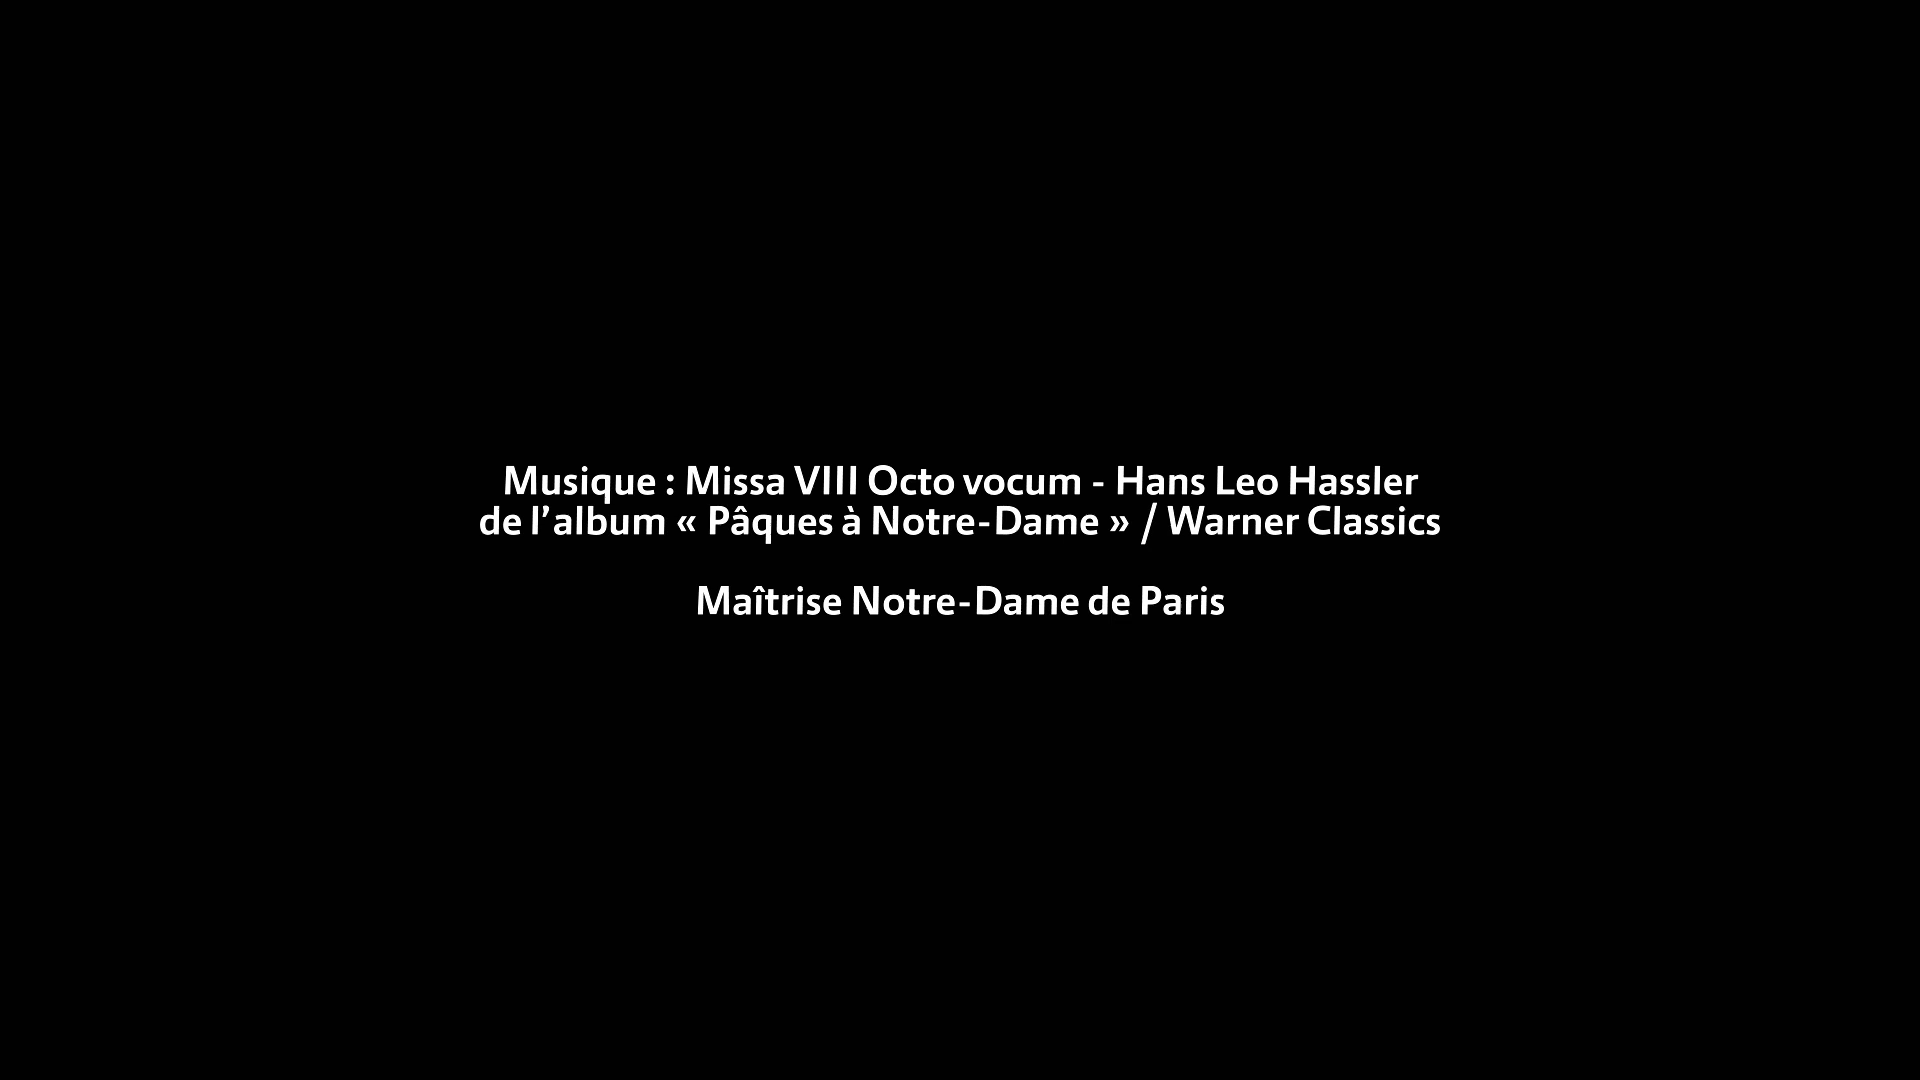 Musique : Missa VIII Octo vocum - Hans Leo Hassler
de l’album « Pâques à Notre-Dame » / Warner Classics
Maîtrise Notre-Dame de Paris